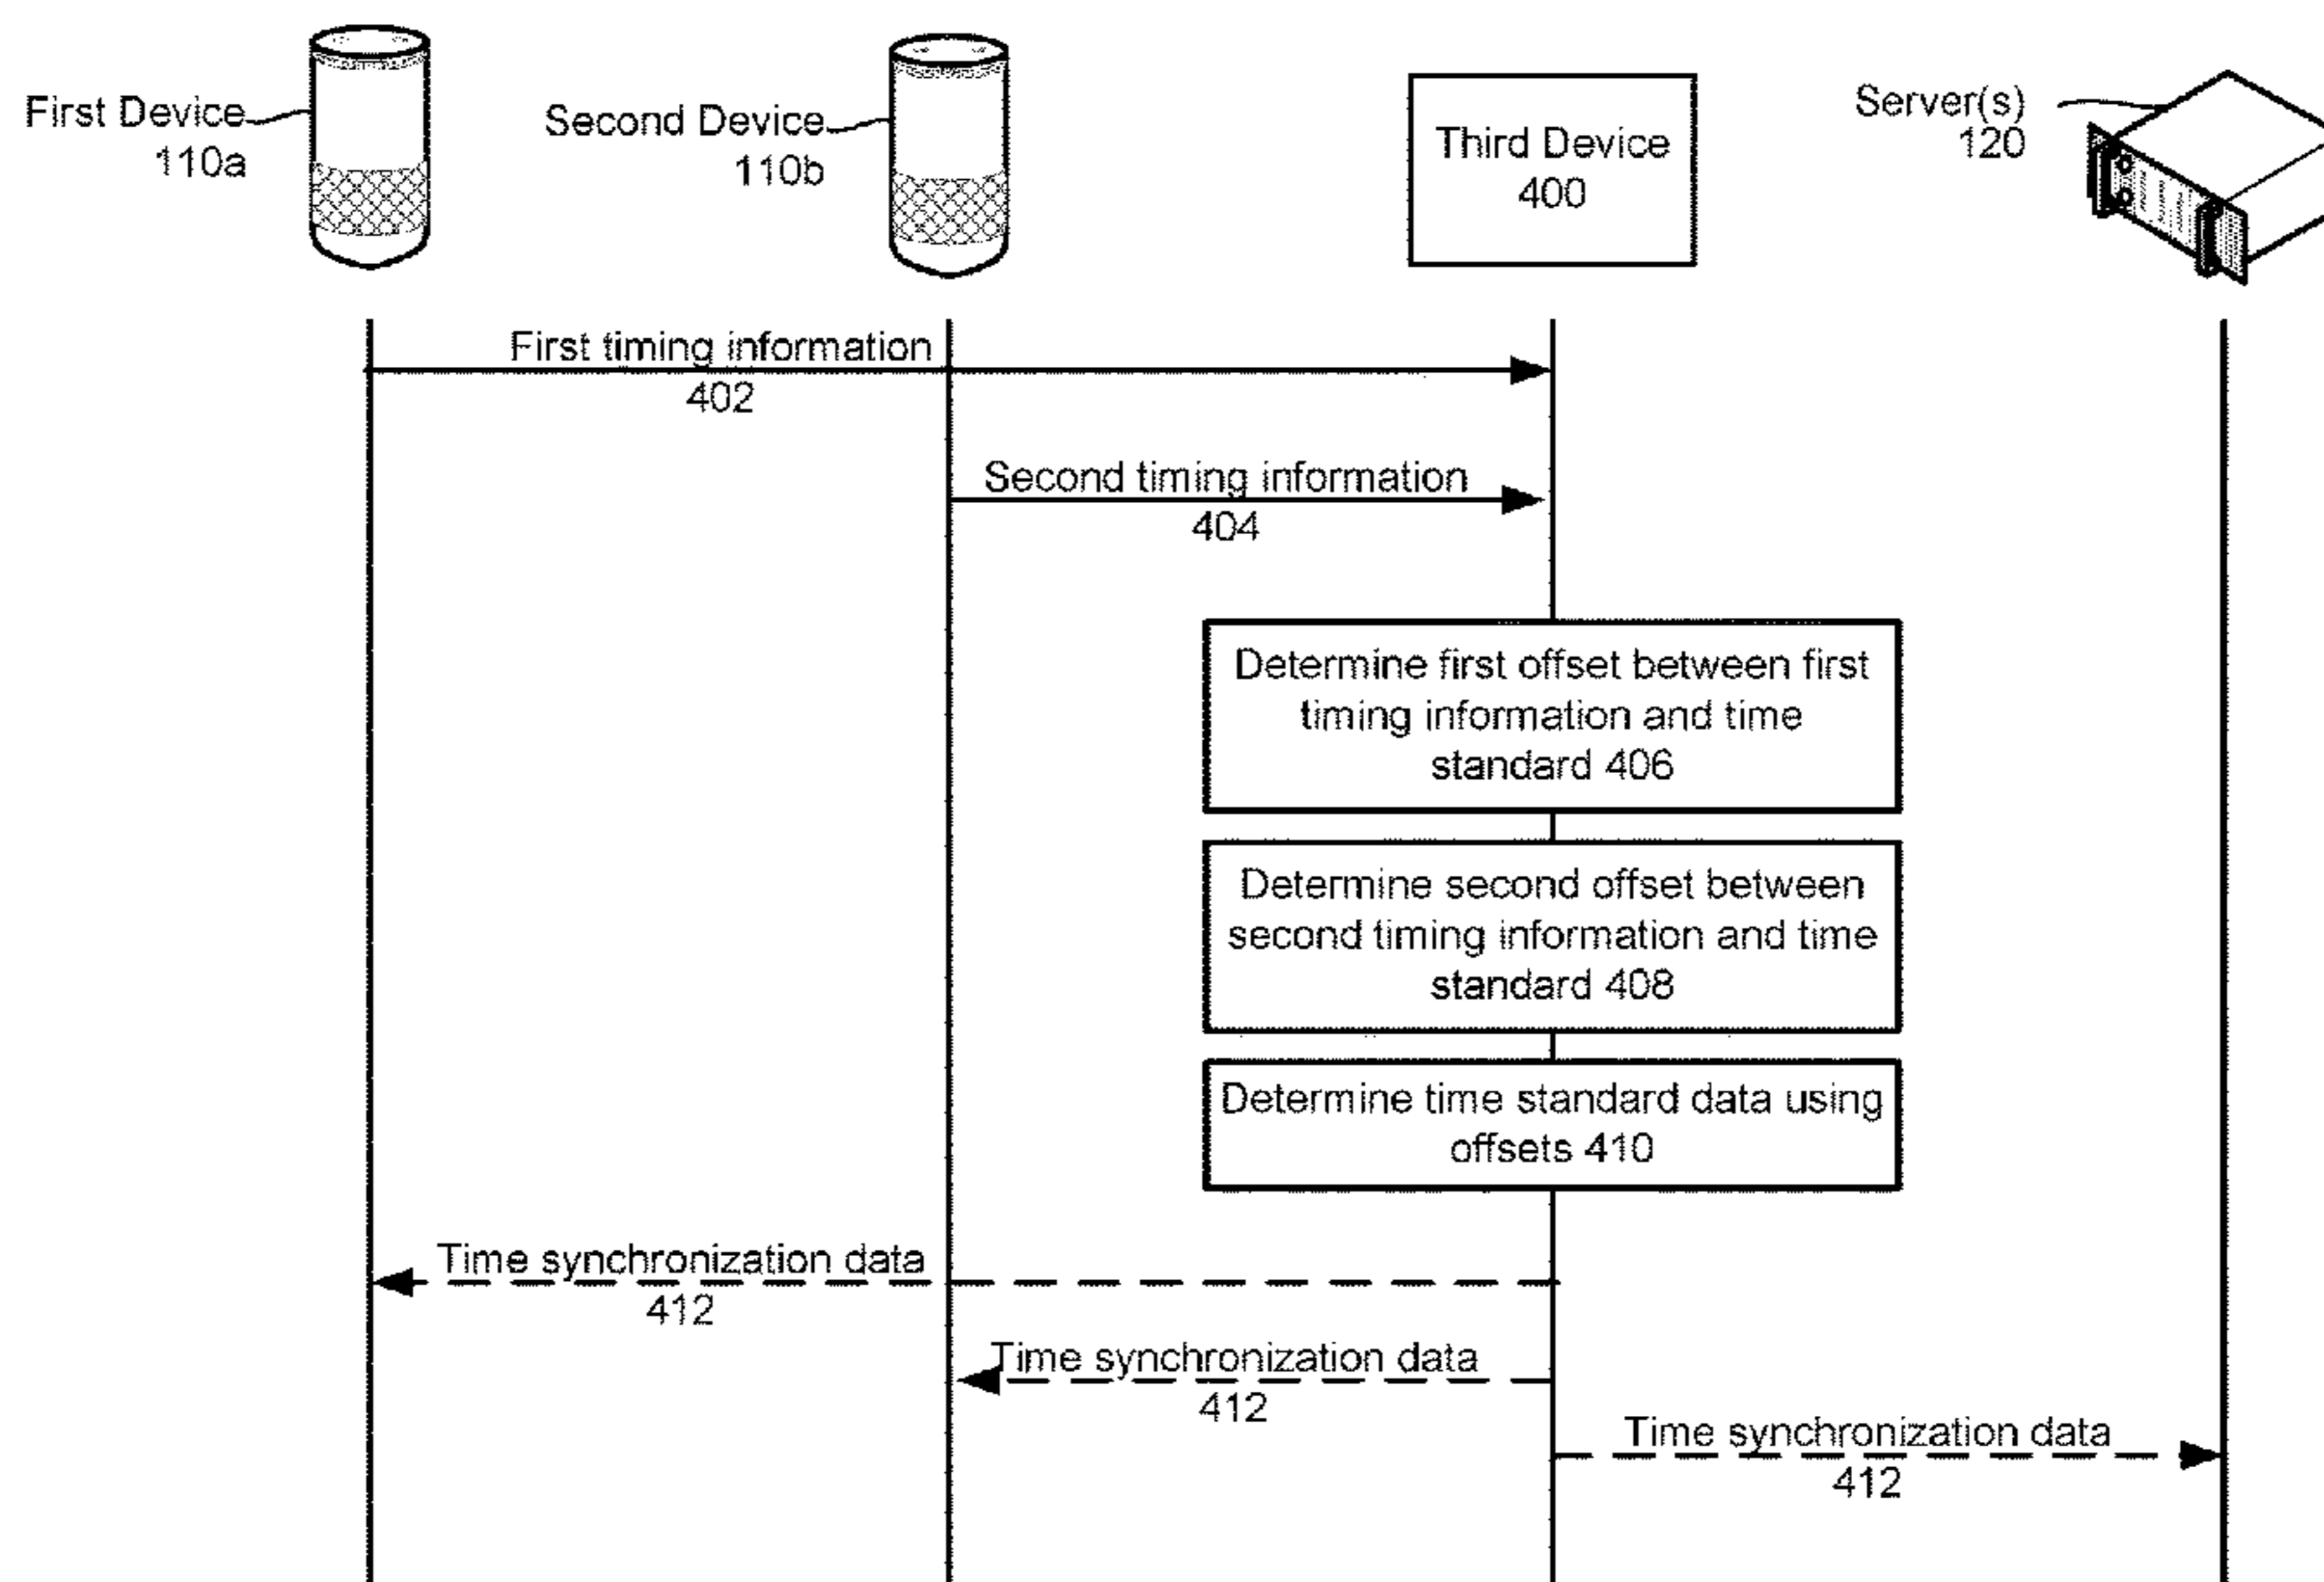 First Device
110a
Second Device
110b
Third Device
400
Server(s)
120
First timing information
402
Second timing information
404
Determine first offset between first
timing information and time
standard 406
Determine second offset between
second timing information and time
standard 408
Determine time standard data using
offsets 410
Time synchronization data
412
Time synchronization data
412
Time synchronization data
412